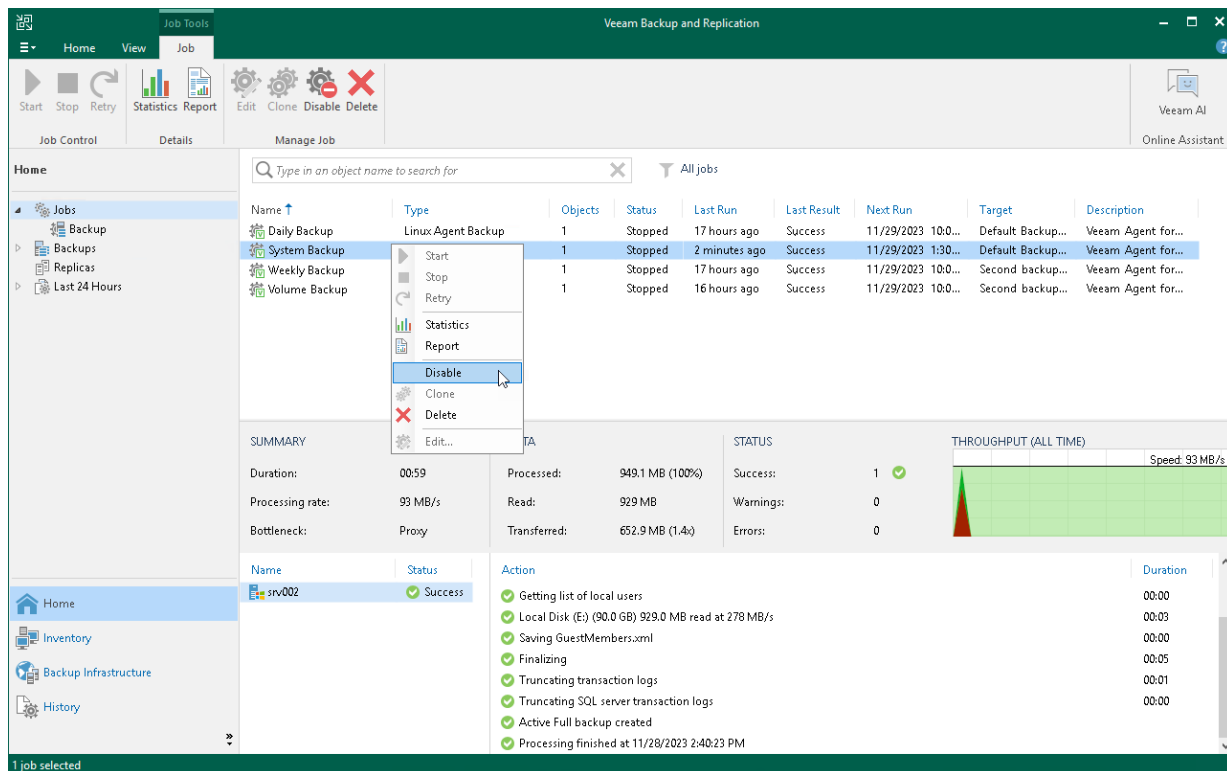 Job Tools
Veeam Backup and Replication
Home View Job
Start Stop Retry Statistics Report Edit Clone Disable Delete
Veeam AI
Job Control Details Manage Job Online Assistant
Home
Type in an object name to search for
All jobs
Jobs
Backup
Backups
Replicas
Last 24 Hours
Name Type Objects Status Last Run Last Result Next Run Target Description
Daily Backup Linux Agent Backup 1 Stopped 17 hours ago Success 11/29/2023 10:0... Default Backup... Veeam Agent for...
System Backup 1 Stopped 2 minutes ago Success 11/29/2023 1:30... Default Backup... Veeam Agent for...
Weekly Backup 1 Stopped 17 hours ago Success 11/29/2023 10:0... Second backup... Veeam Agent for...
Volume Backup 1 Stopped 16 hours ago Success 11/29/2023 10:0... Second backup... Veeam Agent for...
Start
Stop
Retry
Statistics
Report
Disable
Clone
Delete
Edit...
SUMMARY
Duration: 00:59
Processing rate: 93 MB/s
Bottleneck: Proxy
TA
Processed: 949.1 MB (100%)
Read: 929 MB
Transferred: 652.9 MB (1.4x)
STATUS
Success: 1
Warnings: 0
Errors: 0
THROUGHPUT (ALL TIME)
Speed: 93 MB/s
Name Status
srv002 Success
Action Duration
Getting list of local users 00:00
Local Disk (E:) (90.0 GB) 929.0 MB read at 278 MB/s 00:03
Saving GuestMembers.xml 00:00
Finalizing 00:05
Truncating transaction logs 00:01
Truncating SQL server transaction logs 00:00
Active Full backup created
Processing finished at 11/28/2023 2:40:23 PM
Home
Inventory
Backup Infrastructure
History
1 job selected